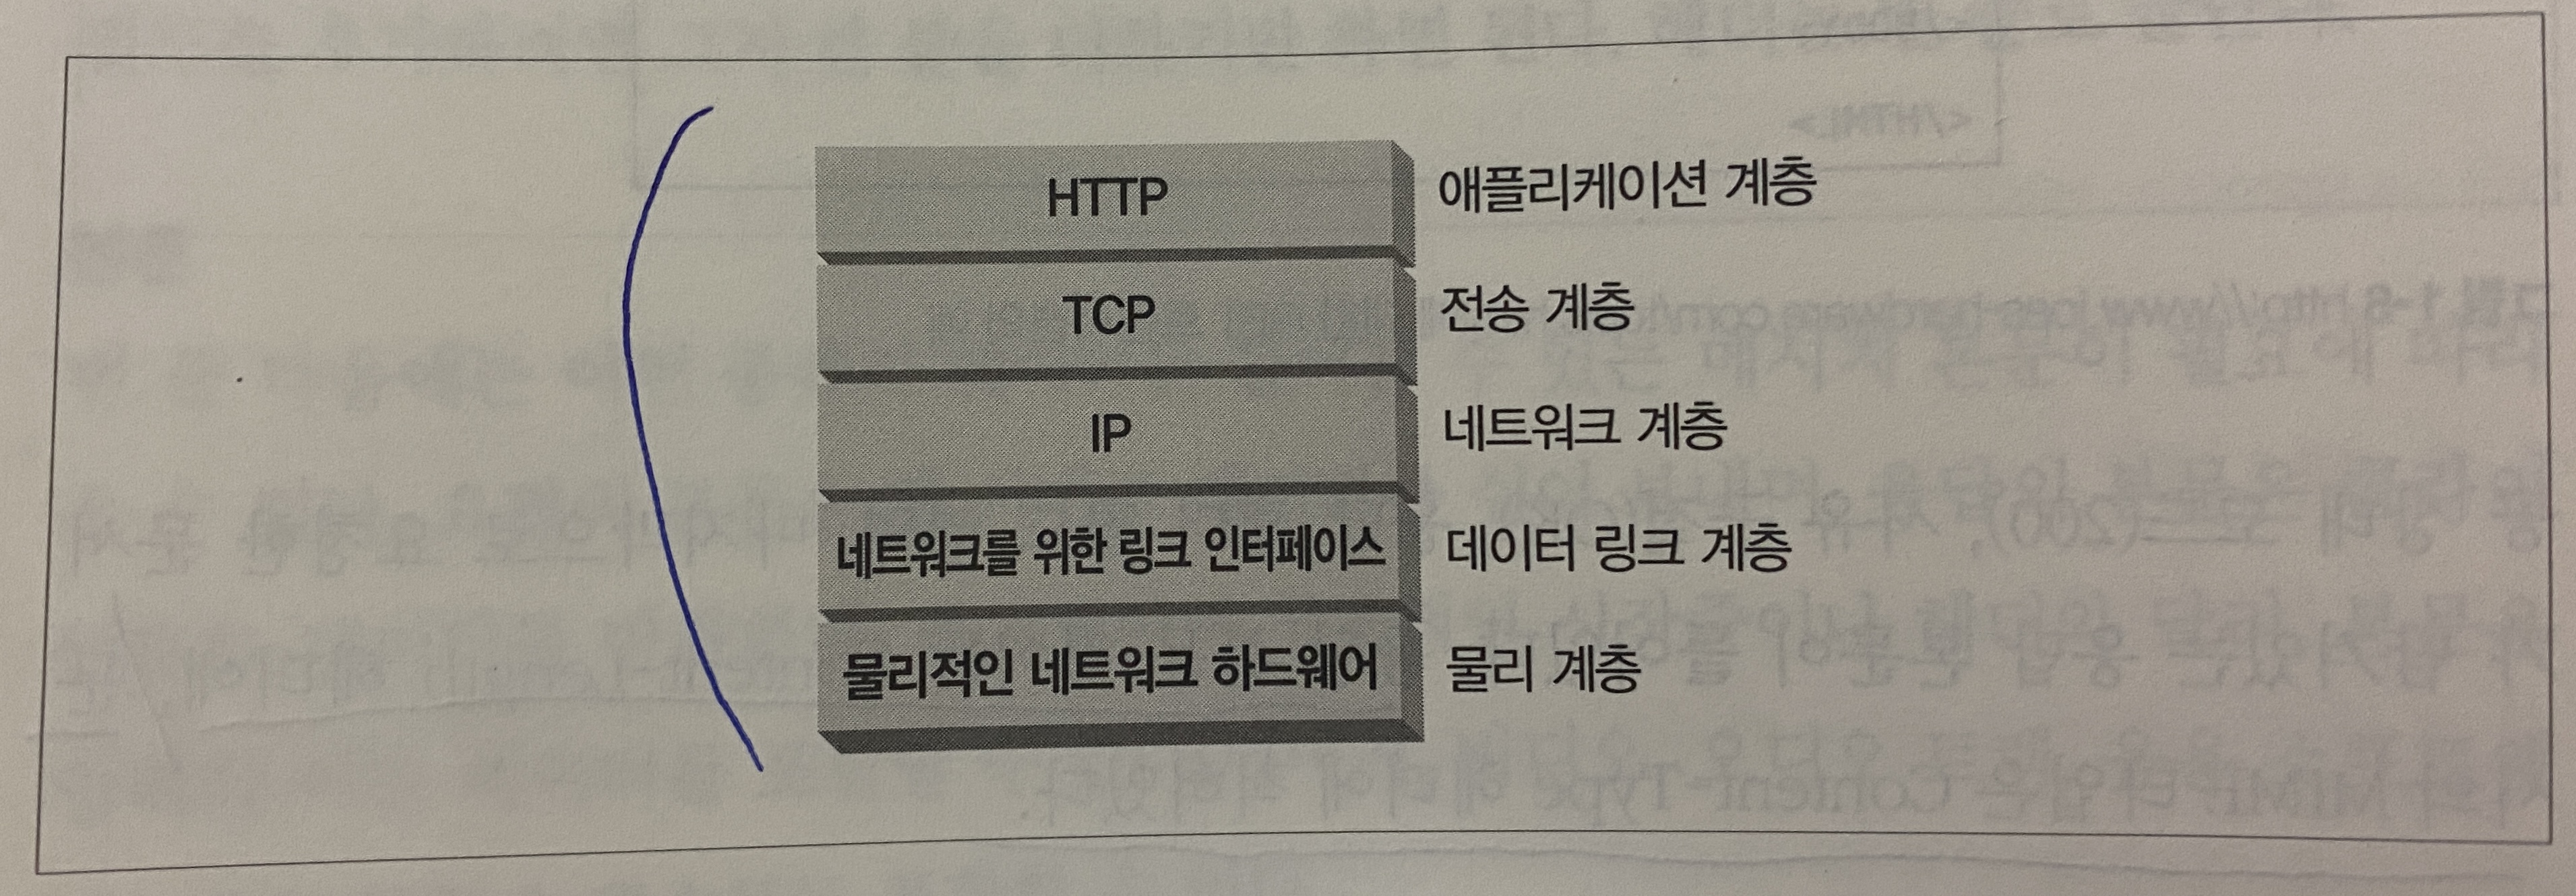 HTTP 애플리케이션 계층
TCP 전송 계층
IP 네트워크 계층
네트워크를 위한 링크 인터페이스 데이터 링크 계층
물리적인 네트워크 하드웨어 물리 계층